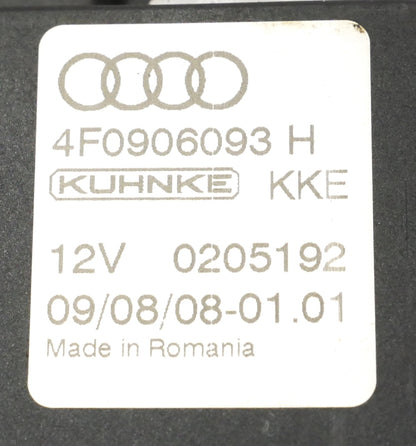 4F0906093 H
KUHNKE KKE
12V 0205192
09/08/08-01.01
Made in Romania